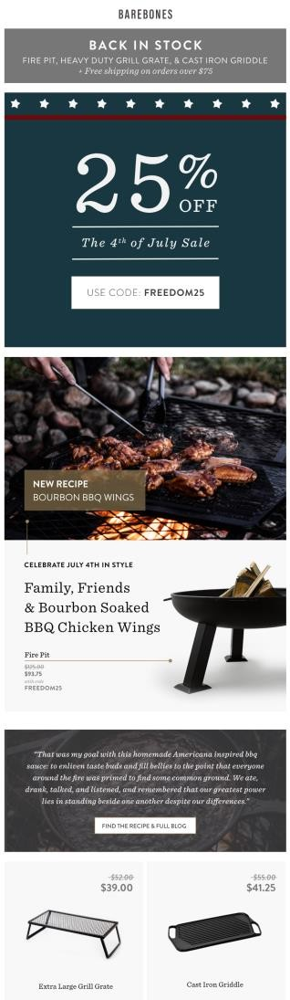 BAREBONES
BACK IN STOCK
FIRE PIT, HEAVY DUTY GRILL GRATE, & CAST IRON GRIDDLE
+ Free shipping on orders over $75
25% OFF
The 4th of July Sale
USE CODE: FREEDOM25
NEW RECIPE
BOURBON BBQ WINGS
CELEBRATE JULY 4TH IN STYLE
Family, Friends
& Bourbon Soaked
BBQ Chicken Wings
Fire Pit
$125.00
$93.75
with code
FREEDOM25
"That was my goal with this homemade Americana inspired bbq
sauce: to enliven taste buds and fill bellies to the point that everyone
around the fire was primed to find some common ground. We ate,
drank, talked, and listened, and remembered that our greatest power
lies in standing beside one another despite our differences."
FIND THE RECIPE & FULL BLOG
$52.00
$39.00
Extra Large Grill Grate
$55.00
$41.25
Cast Iron Griddle